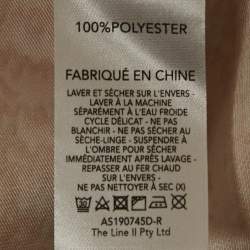 100%POLYESTER
FABRIQUÉ EN CHINE
LAVER ET SÉCHER SUR L'ENVERS -
LAVER À LA MACHINE
SÉPARÉMENT À L'EAU FROIDE
CYCLE DÉLICAT - NE PAS
BLANCHIR - NE PAS SÉCHER AU
SÈCHE-LINGE - SUSPENDRE À
L'OMBRE POUR SÉCHER
IMMÉDIATEMENT APRÈS LAVAGE -
REPASSER AU FER CHAUD
SUR L'ENVERS -
NE PAS NETTOYER À SEC (X)
AS190745D-R
The Line II Pty Ltd